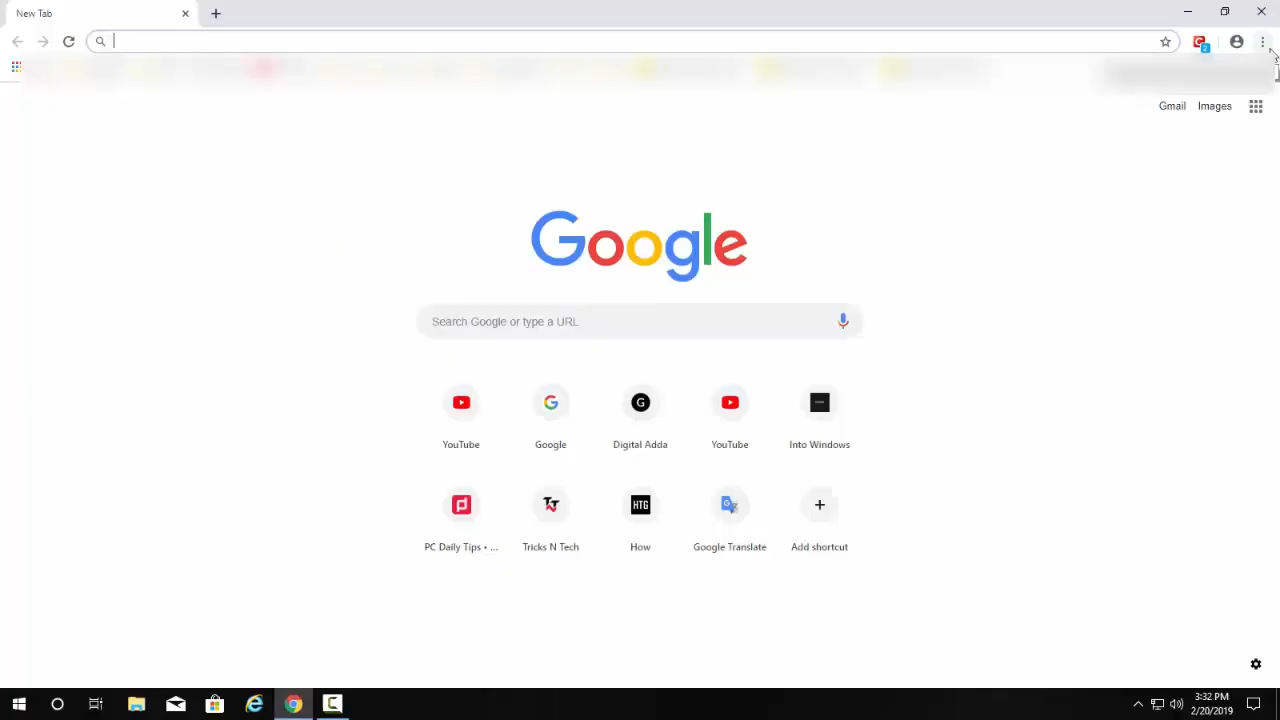 New Tab
2
Gmail Images
Google
Search Google or type a URL
G
YouTube Google Digital Adda YouTube Into Windows
HTG
PC Daily Tips • ... Tricks N Tech How Google Translate Add shortcut
3:32 PM
2/20/2019